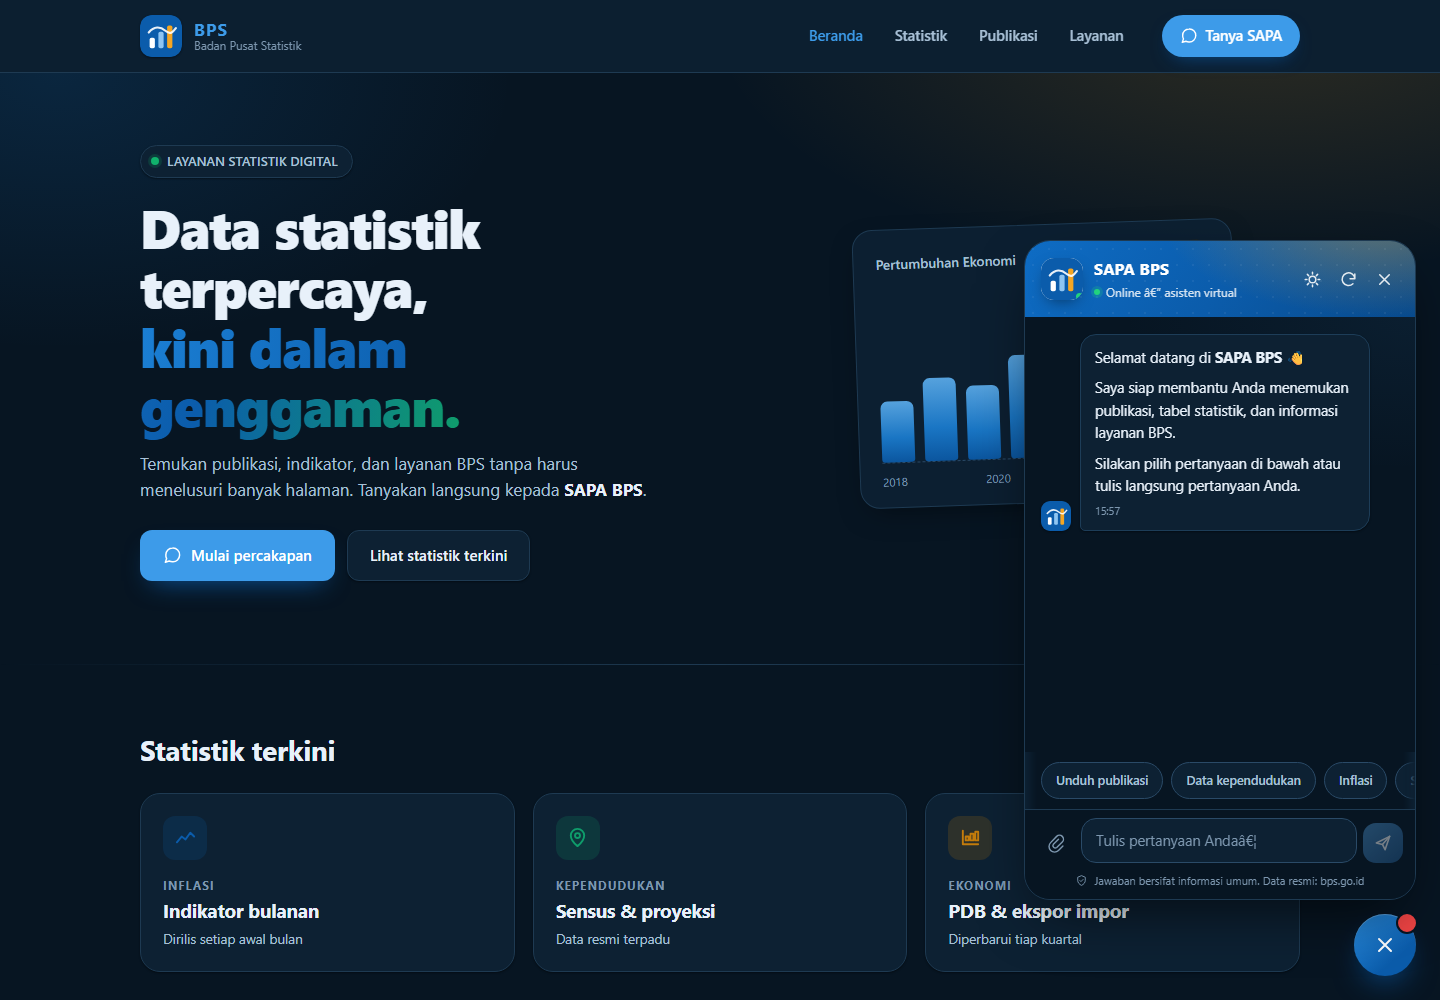 BPS
Badan Pusat Statistik
Beranda
Statistik
Publikasi
Layanan
Tanya SAPA
LAYANAN STATISTIK DIGITAL
Data statistik
terpercaya,
kini dalam
genggaman.
Temukan publikasi, indikator, dan layanan BPS tanpa harus
menelusuri banyak halaman. Tanyakan langsung kepada SAPA BPS.
Mulai percakapan
Lihat statistik terkini
Pertumbuhan Ekonomi
2018
2020
SAPA BPS
Online â€” asisten virtual
Selamat datang di SAPA BPS 👋
Saya siap membantu Anda menemukan
publikasi, tabel statistik, dan informasi
layanan BPS.
Silakan pilih pertanyaan di bawah atau
tulis langsung pertanyaan Anda.
15:57
Unduh publikasi
Data kependudukan
Inflasi
Tulis pertanyaan Andaâ€¦
Jawaban bersifat informasi umum. Data resmi: bps.go.id
Statistik terkini
INFLASI
Indikator bulanan
Dirilis setiap awal bulan
KEPENDUDUKAN
Sensus & proyeksi
Data resmi terpadu
EKONOMI
PDB & ekspor impor
Diperbarui tiap kuartal